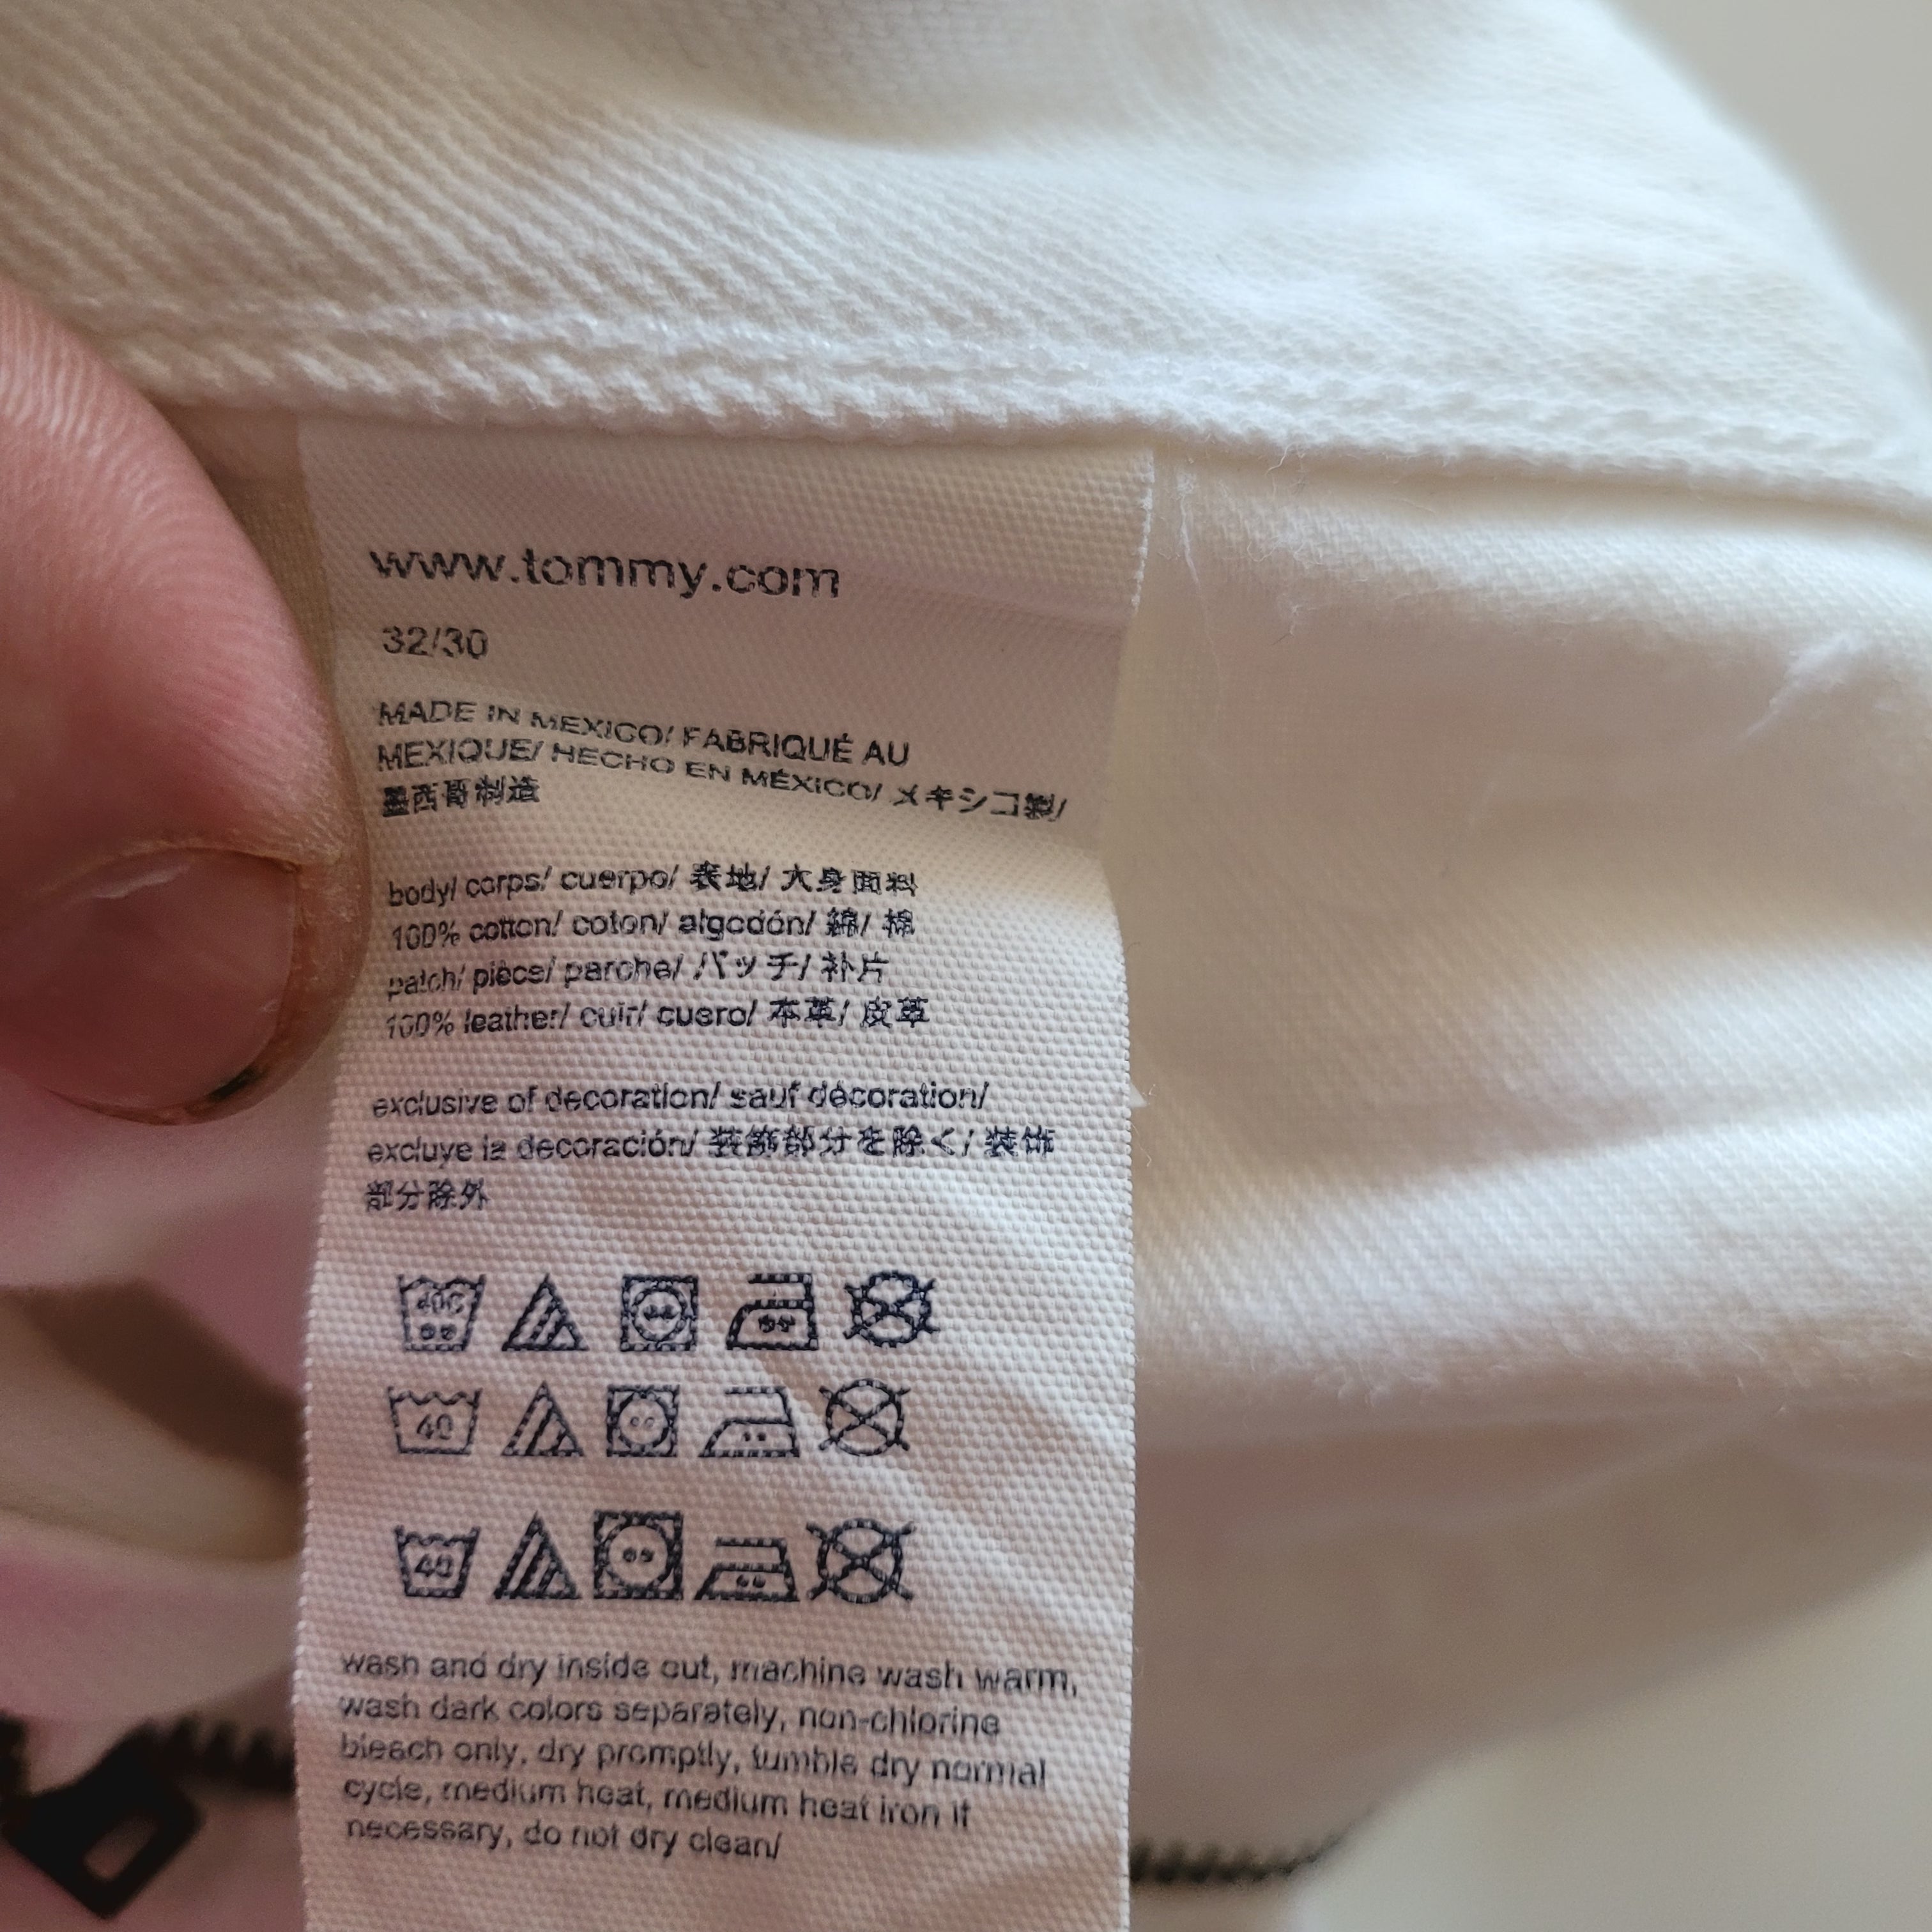 www.tommy.com
32/30
MADE IN MEXICO/ FABRIQUÉ AU
MEXIQUE/ HECHO EN MÉXICO/ メキシコ製/
墨西哥制造
body/ corps/ cuerpo/ 表地/ 大身面料
100% cotton/ coton/ algodón/ 綿/ 棉
patch/ pièce/ parche/ パッチ/ 补片
100% leather/ cuir/ cuero/ 本革/ 皮革
exclusive of decoration/ sauf décoration/
excluye la decoración/ 装飾部分を除く/ 装饰
部分除外
40C
40
40
wash and dry inside out, machine wash warm,
wash dark colors separately, non-chlorine
bleach only, dry promptly, tumble dry normal
cycle, medium heat, medium heat iron if
necessary, do not dry clean/